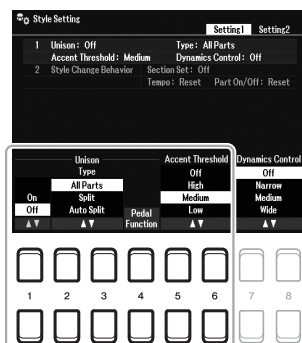 Style Setting
Setting1 Setting2
1 Unison: Off Type: All Parts
Accent Threshold: Medium Dynamics Control: Off
2 Style Change Behavior Section Set: Off
Tempo: Reset Part On/Off: Reset
Unison Accent Threshold Dynamics Control
Type Off Off
All Parts High Narrow
On Split Medium Medium
Off Auto Split Pedal Function Low Wide
▲▼ ▲▼ ▲▼ ▲▼
1 2 3 4 5 6 7 8